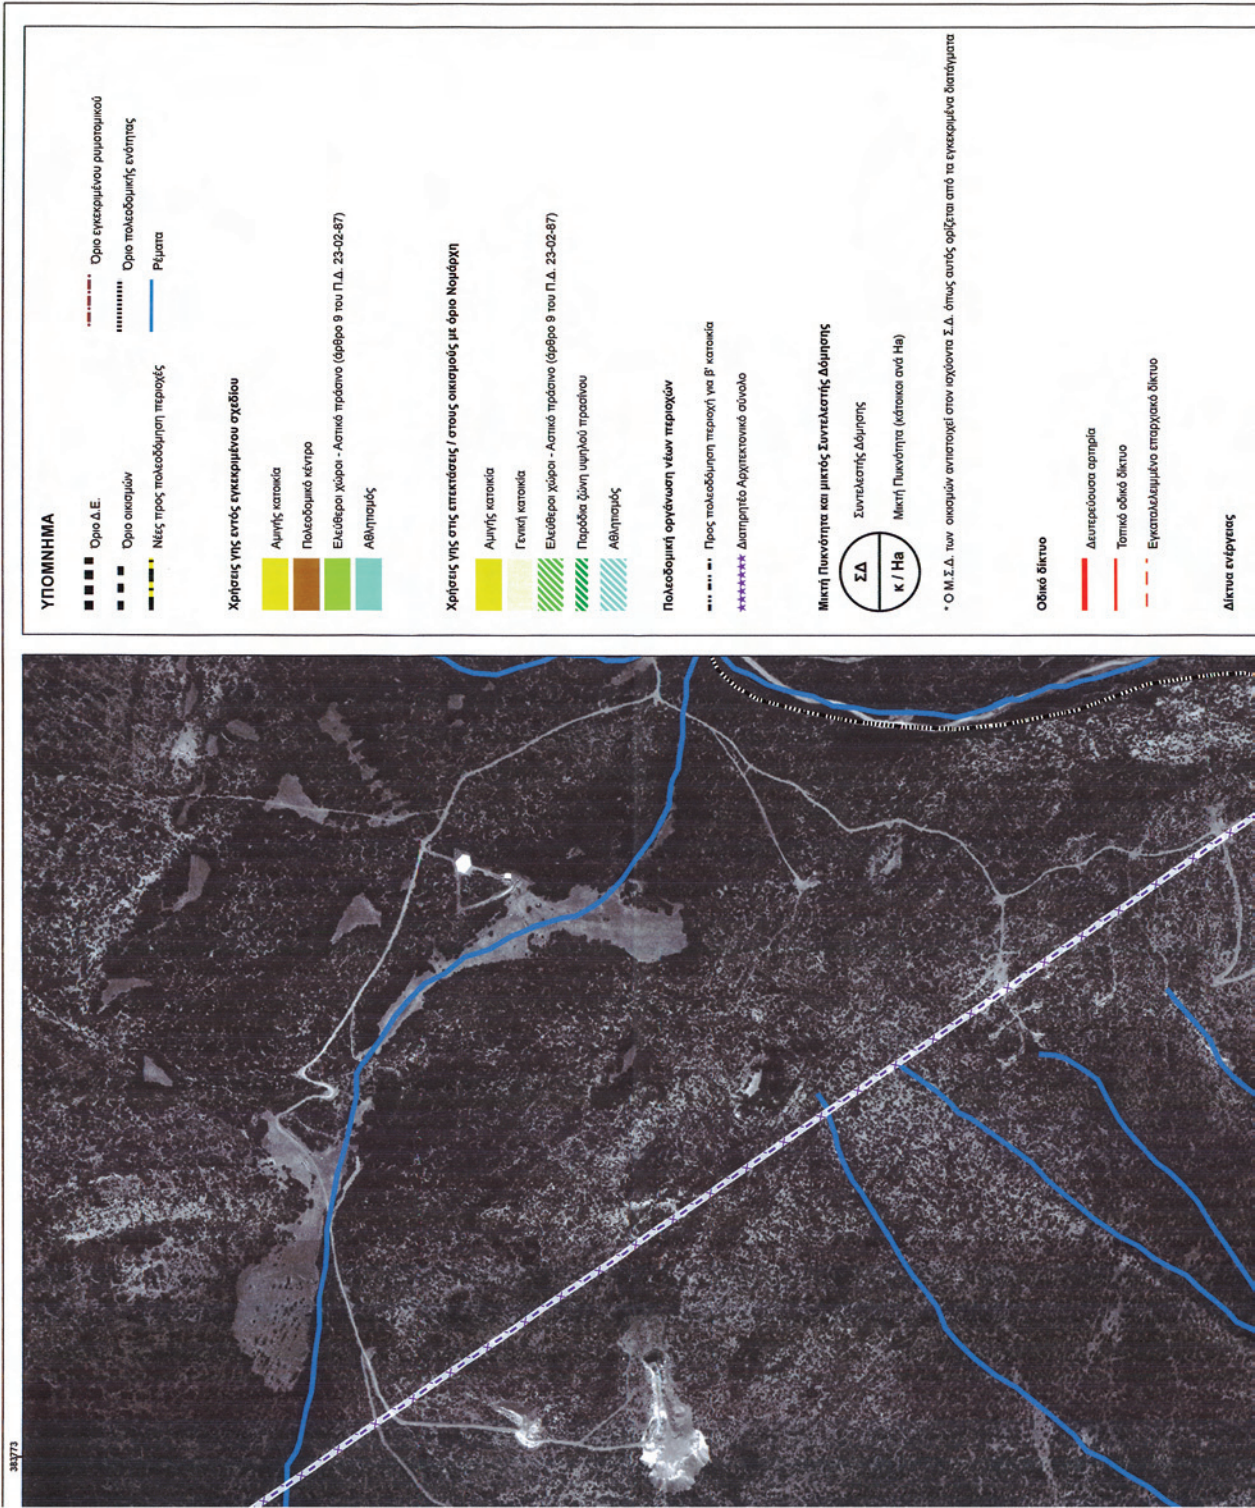 ΥΠΟΜΝΗΜΑ
Όριο Δ.Ε.
Όριο οικισμών
Νέες προς πολεοδόμηση περιοχές
Όριο εγκεκριμένου ρυμοτομικού
Όριο πολεοδομικής ενότητας
Ρέματα
Χρήσεις γης εντός εγκεκριμένου σχεδίου
Αμιγής κατοικία
Πολεοδομικό κέντρο
Ελεύθεροι χώροι - Αστικό πράσινο (άρθρο 9 του Π.Δ. 23-02-87)
Αθλητισμός
Χρήσεις γης στις επεκτάσεις / στους οικισμούς με όριο Νομάρχη
Αμιγής κατοικία
Γενική κατοικία
Ελεύθεροι χώροι - Αστικό πράσινο (άρθρο 9 του Π.Δ. 23-02-87)
Παρόδια ζώνη υψηλού πρασίνου
Αθλητισμός
Πολεοδομική οργάνωση νέων περιοχών
Προς πολεοδόμηση περιοχή για β' κατοικία
Διατηρητέο Αρχιτεκτονικό σύνολο
Μικτή Πυκνότητα και μικτός Συντελεστής Δόμησης
ΣΔ
κ / Ha
Συντελεστής Δόμησης
Μικτή Πυκνότητα (κάτοικοι ανά Ha)
* Ο Μ.Σ.Δ. των οικισμών αντιστοιχεί στον ισχύοντα Σ.Δ. όπως αυτός ορίζεται από τα εγκεκριμένα διατάγματα
Οδικό δίκτυο
Δευτερεύουσα αρτηρία
Τοπικό οδικό δίκτυο
Εγκαταλελειμμένο επαρχιακό δίκτυο
Δίκτυα ενέργειας
383773